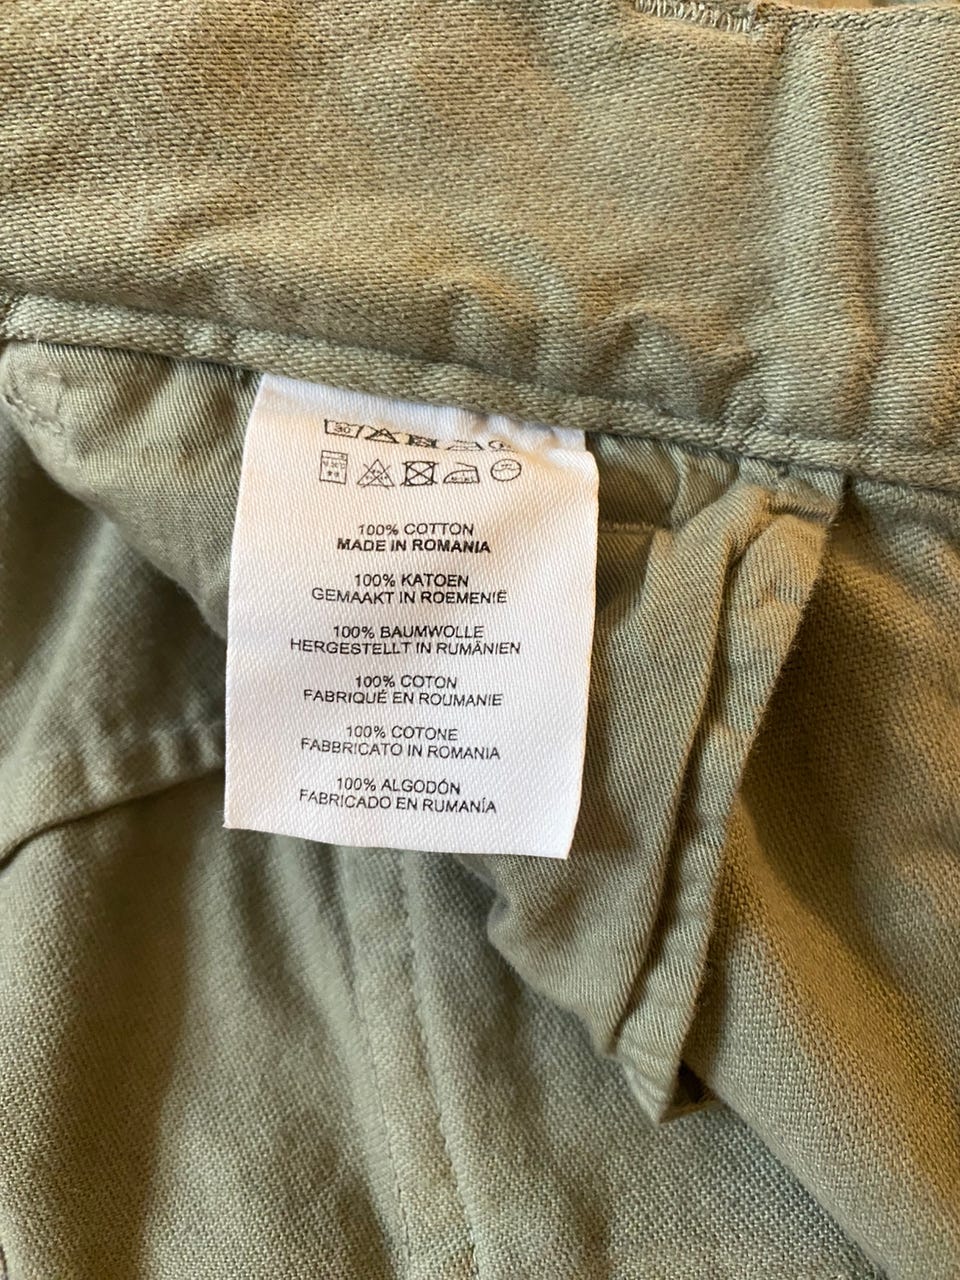 30
100% COTTON
MADE IN ROMANIA
100% KATOEN
GEMAAKT IN ROEMENIË
100% BAUMWOLLE
HERGESTELLT IN RUMÄNIEN
100% COTON
FABRIQUÉ EN ROUMANIE
100% COTONE
FABBRICATO IN ROMANIA
100% ALGODÓN
FABRICADO EN RUMANÍA